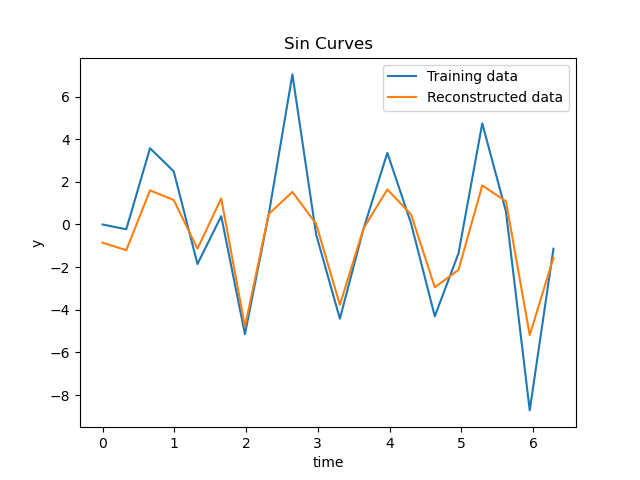 Sin Curves
Training data
Reconstructed data
6
4
2
0
−2
−4
−6
−8
y
0 1 2 3 4 5 6
time